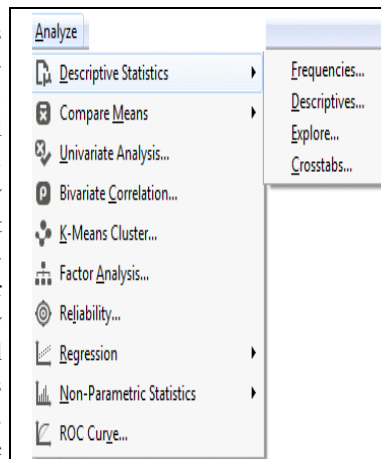 Analyze
Descriptive Statistics
Compare Means
Univariate Analysis...
Bivariate Correlation...
K-Means Cluster...
Factor Analysis...
Reliability...
Regression
Non-Parametric Statistics
ROC Curve...
Frequencies...
Descriptives...
Explore...
Crosstabs...